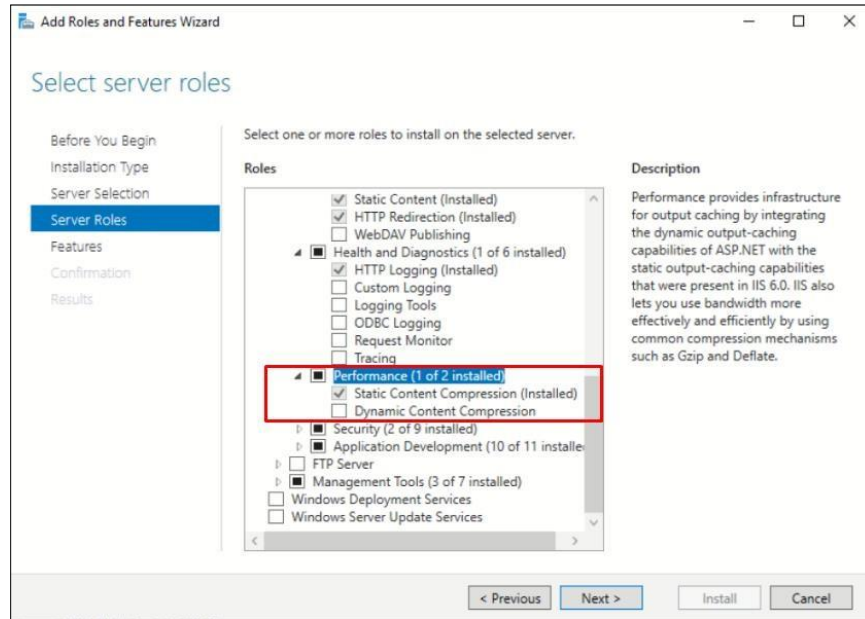 Add Roles and Features Wizard
Select server roles
Before You Begin
Installation Type
Server Selection
Server Roles
Features
Confirmation
Results
Select one or more roles to install on the selected server.
Roles
Static Content (Installed)
HTTP Redirection (Installed)
WebDAV Publishing
Health and Diagnostics (1 of 6 installed)
HTTP Logging (Installed)
Custom Logging
Logging Tools
ODBC Logging
Request Monitor
Tracing
Performance (1 of 2 installed)
Static Content Compression (Installed)
Dynamic Content Compression
Security (2 of 9 installed)
Application Development (10 of 11 installe
FTP Server
Management Tools (3 of 7 installed)
Windows Deployment Services
Windows Server Update Services
Description
Performance provides infrastructure
for output caching by integrating
the dynamic output-caching
capabilities of ASP.NET with the
static output-caching capabilities
that were present in IIS 6.0. IIS also
lets you use bandwidth more
effectively and efficiently by using
common compression mechanisms
such as Gzip and Deflate.
< Previous
Next >
Install
Cancel